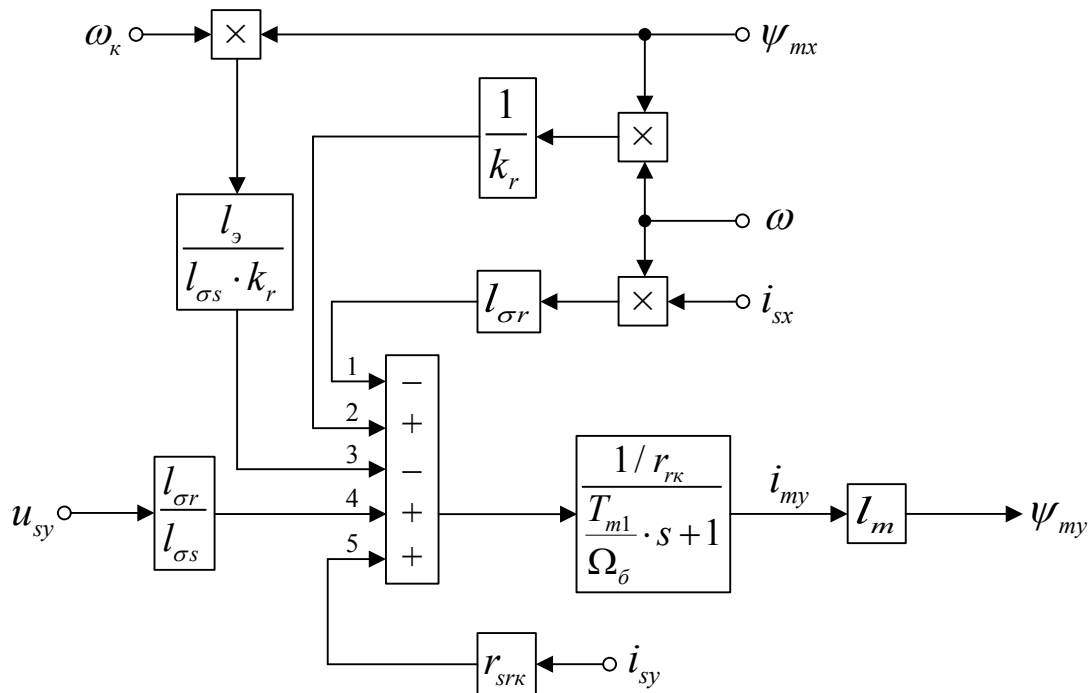 ω_к × ψ_mx
1 / k_r ×
l_э / l_σs · k_r
ω
l_σr × i_sx
1 −
2 +
3 −
4 +
5 +
u_sy l_σr / l_σs
1 / r_rк
T_m1 / Ω_б · s + 1
i_my l_m ψ_my
r_srк i_sy